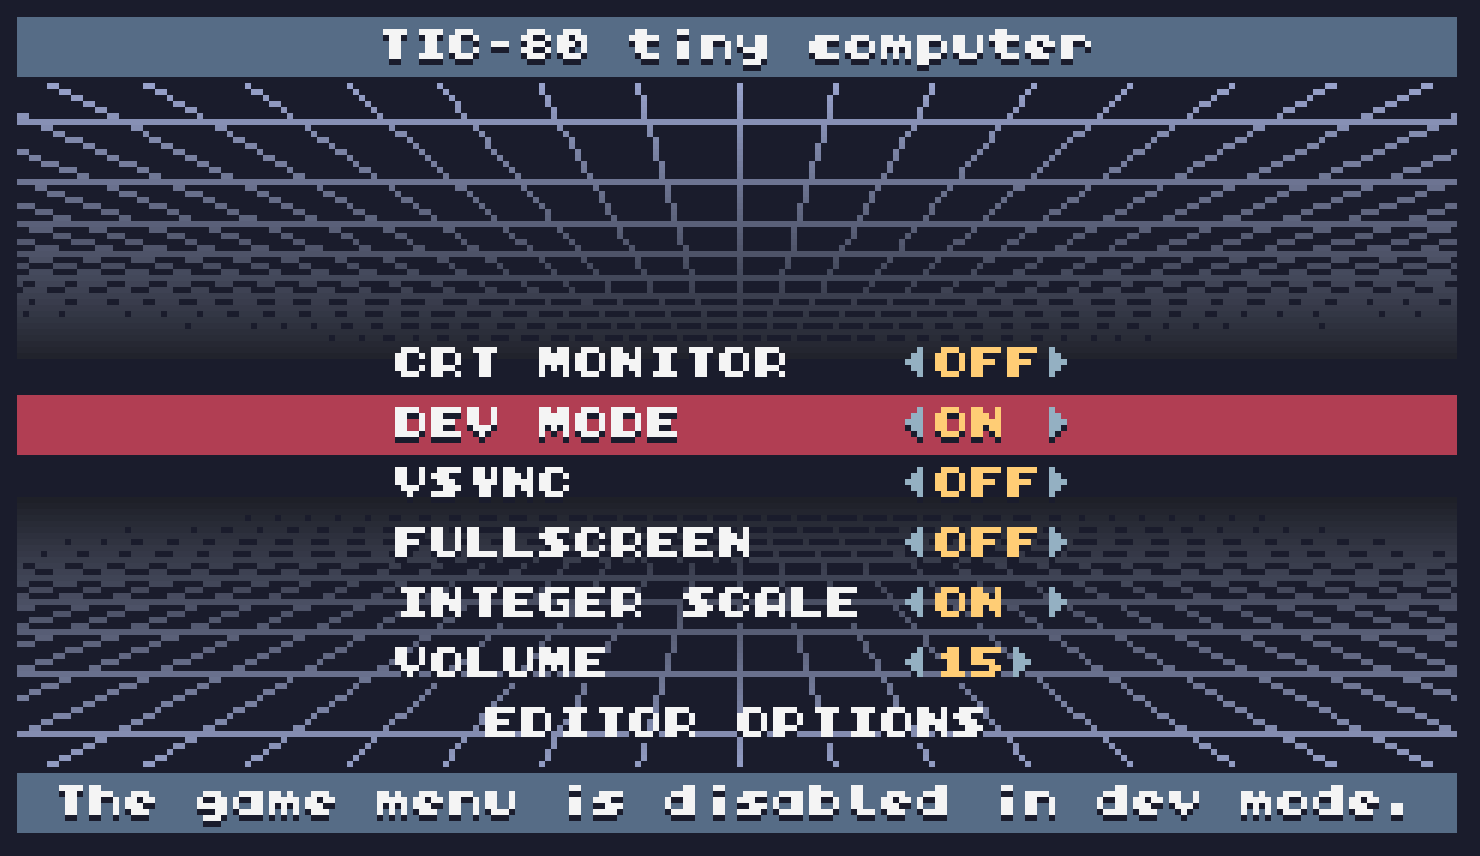 TIC-80 tiny computer
CRT MONITOR OFF
DEV MODE ON
VSYNC OFF
FULLSCREEN OFF
INTEGER SCALE ON
VOLUME 15
EDITOR OPTIONS
The game menu is disabled in dev mode.